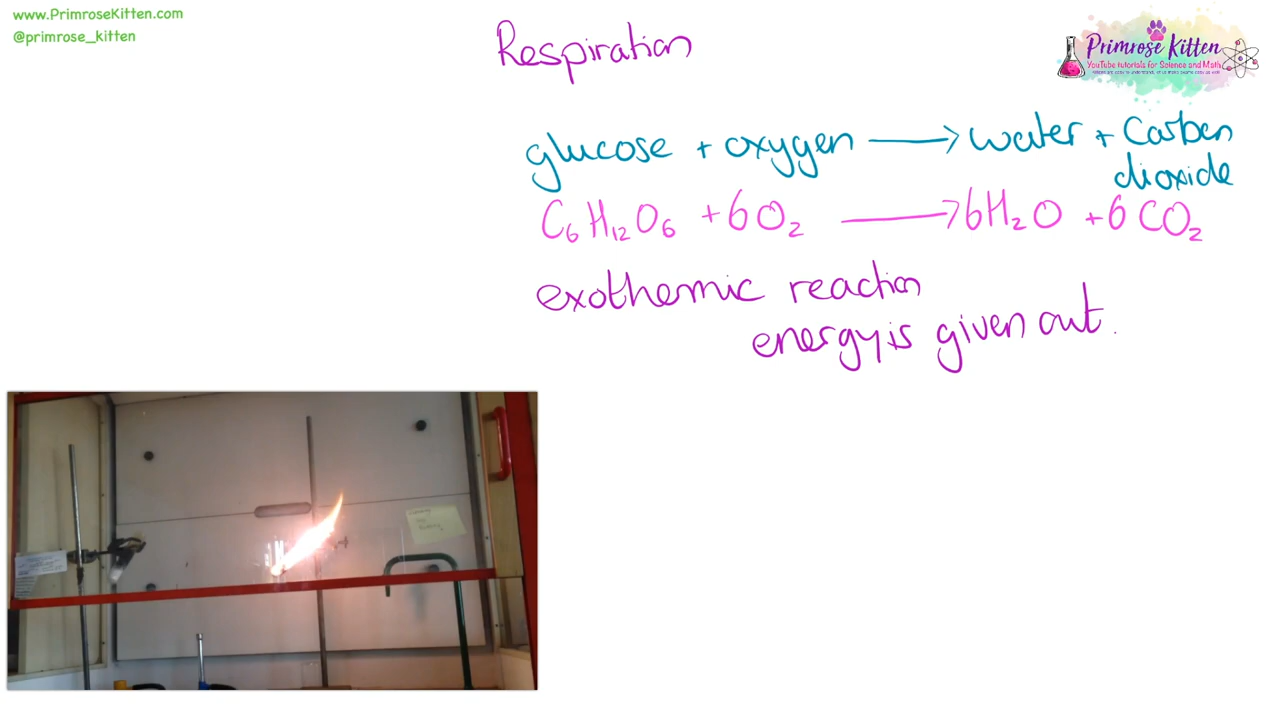 www.PrimroseKitten.com
@primrose_kitten
Respiration
Primrose Kitten
YouTube tutorials for Science and Math
glucose + oxygen ⟶ water + Carbon
dioxide
C₆H₁₂O₆ + 6O₂ ⟶ 6H₂O + 6CO₂
exothermic reaction
energy is given out.